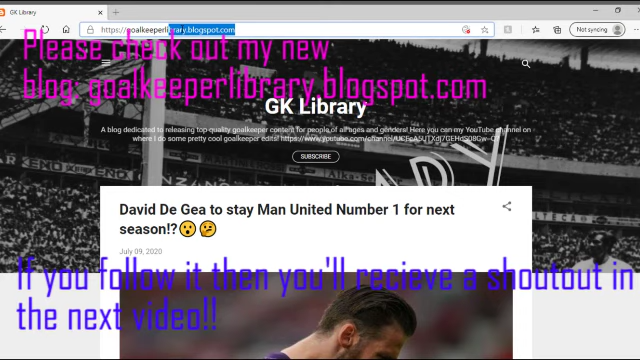 GK Library
https://goalkeeperlibrary.blogspot.com
Not syncing
Please check out my new
blog: goalkeeperlibrary.blogspot.com
GK Library
A blog dedicated to releasing top quality goalkeeper content for people of all ages and genders! Here you can my YouTube channel on
where I do some pretty cool goalkeeper edits!
SUBSCRIBE
David De Gea to stay Man United Number 1 for next
season!?😮🤔
July 09, 2020
If you follow it then you'll recieve a shoutout in
the next video!!